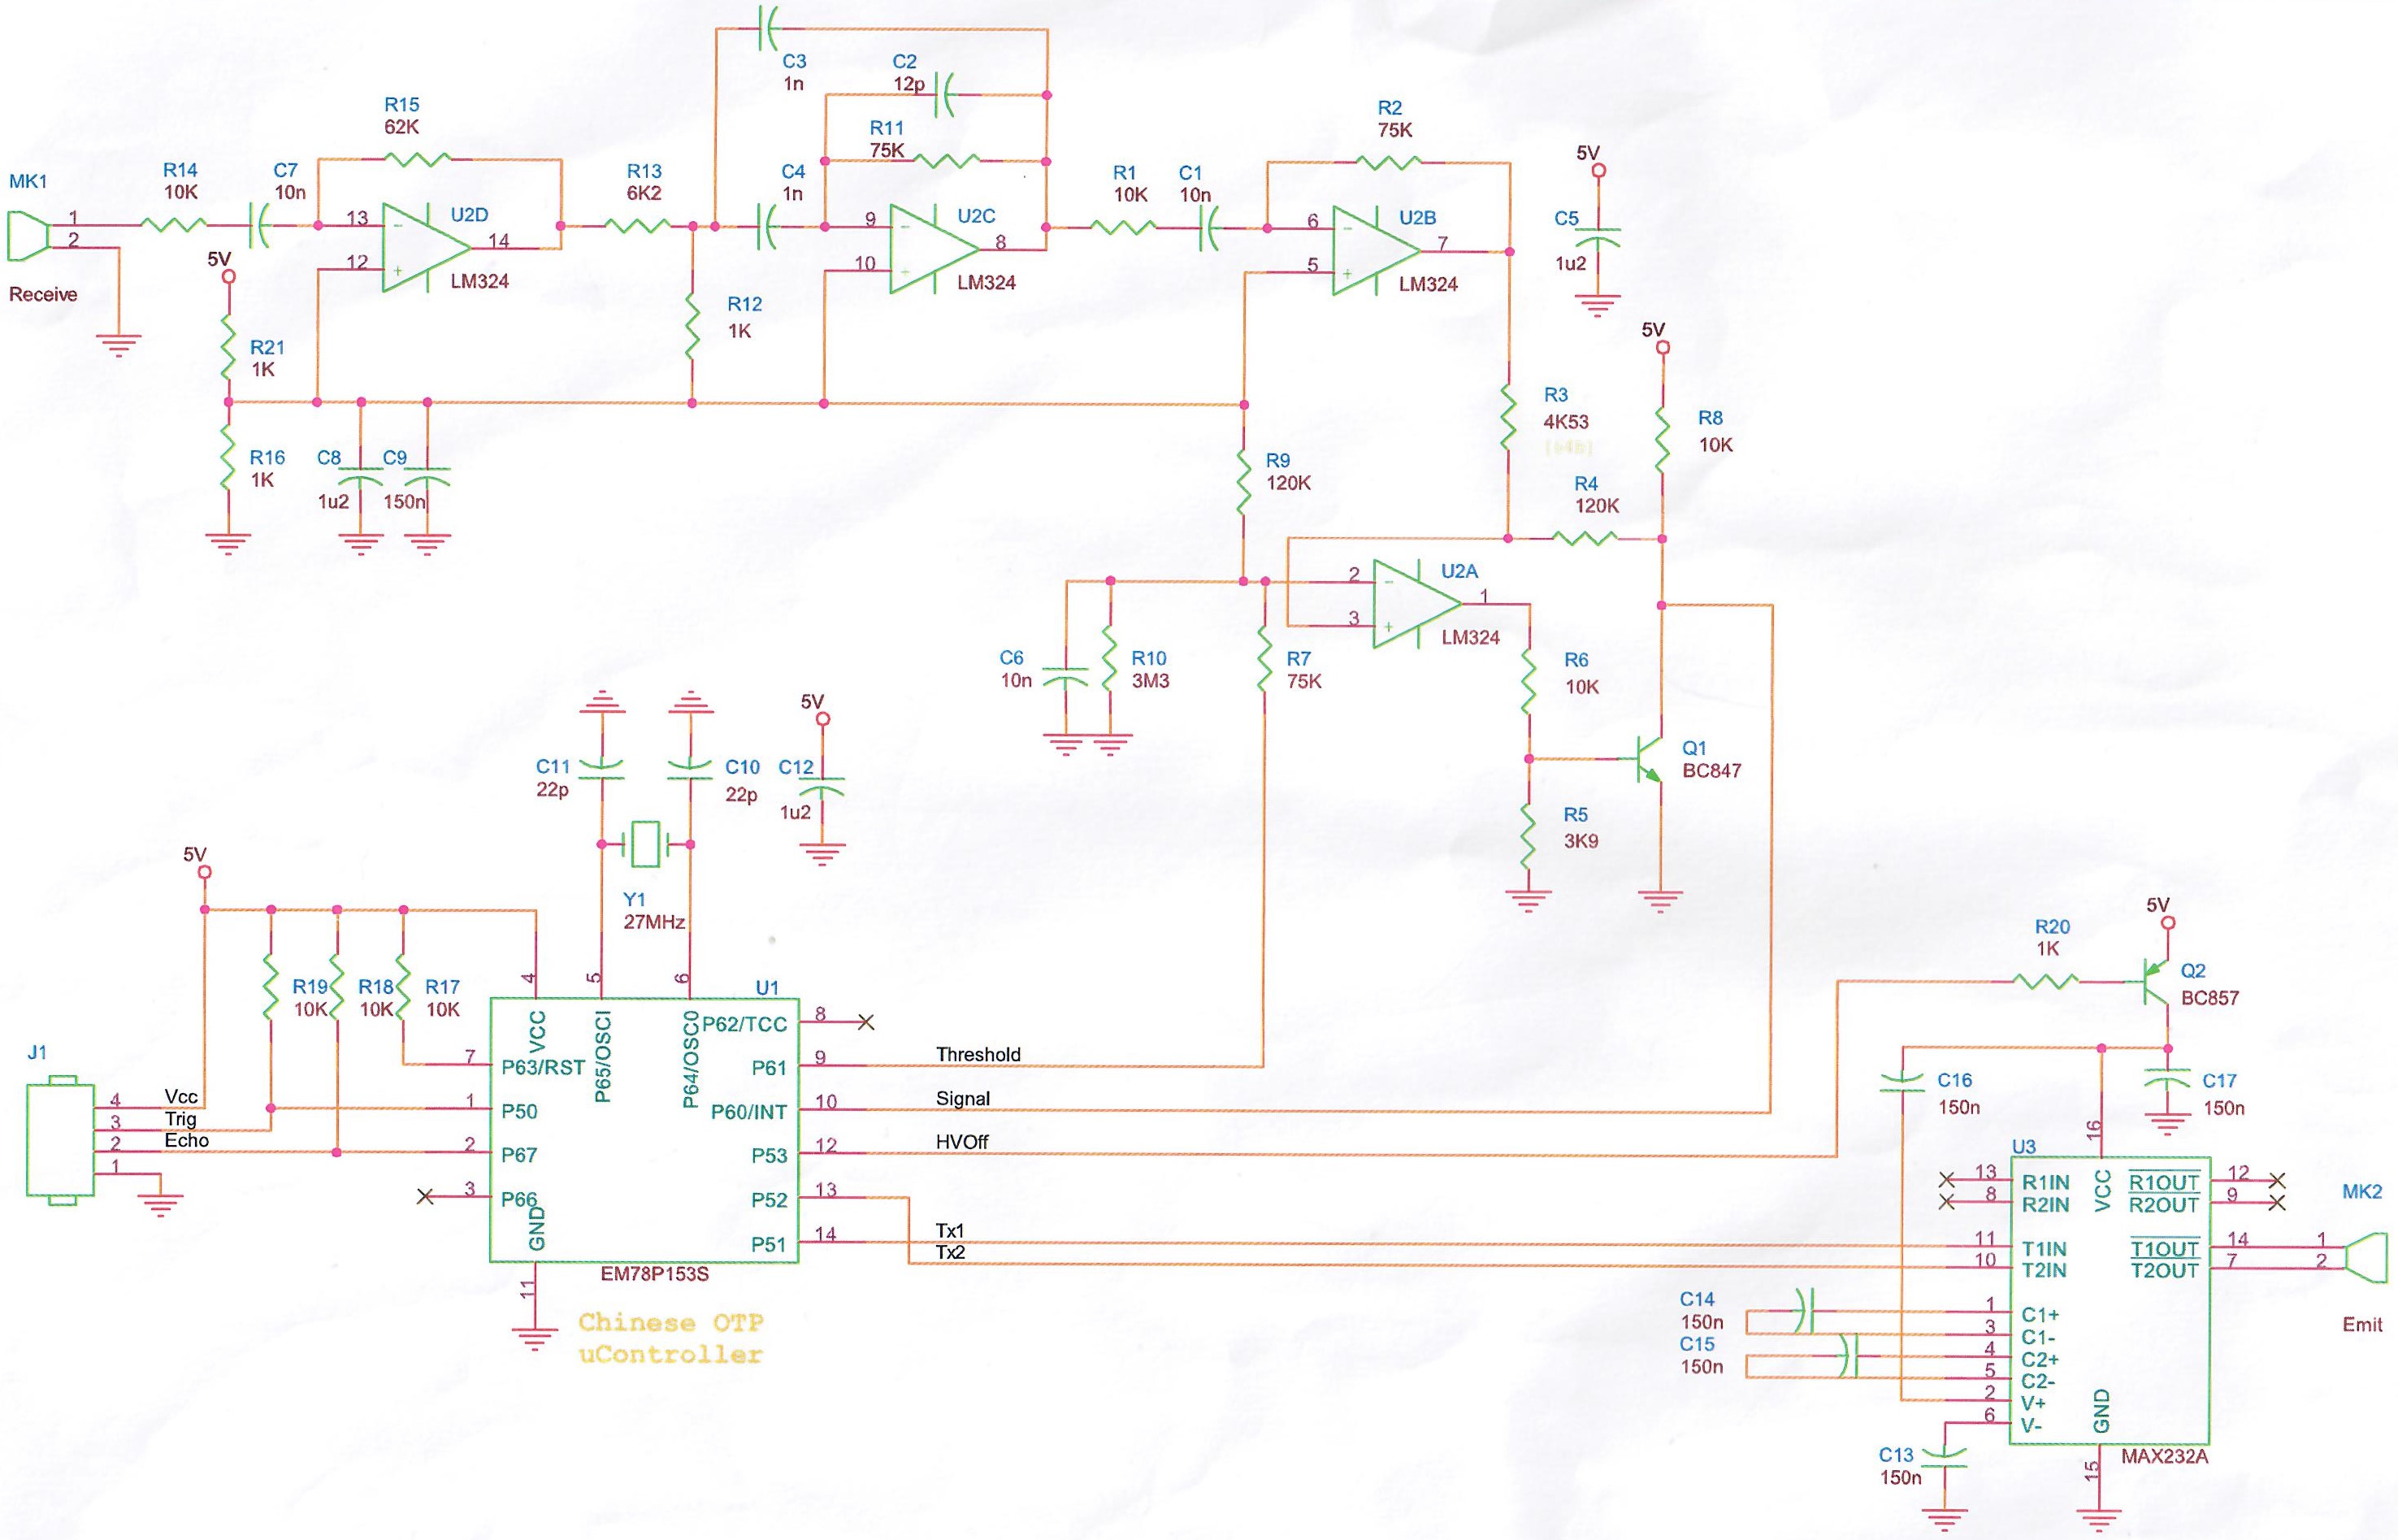 C3
1n
C2
12p
R15
62K
R11
75K
R2
75K
MK1
R14
10K
C7
10n
R13
6K2
C4
1n
R1
10K
C1
10n
5V
1
2
13
12
14
U2D
LM324
9
10
8
U2C
LM324
6
5
7
U2B
LM324
C5
1u2
Receive
5V
R21
1K
R12
1K
5V
R3
4K53
R8
10K
R16
1K
C8
1u2
C9
150n
R9
120K
R4
120K
2
3
1
U2A
LM324
C6
10n
R10
3M3
R7
75K
R6
10K
Q1
BC847
R5
3K9
C11
22p
C10
22p
5V
C12
1u2
Y1
27MHz
5V
R19
10K
R18
10K
R17
10K
4
5
6
U1
VCC
P65/OSCI
P64/OSC0
P62/TCC
8
7
P63/RST
P61
9
Threshold
J1
4
Vcc
3
Trig
2
Echo
1
1
P50
P60/INT
10
Signal
2
P67
P53
12
HVOff
3
P66
P52
13
GND
P51
14
Tx1
Tx2
11
EM78P153S
Chinese OTP
uController
5V
R20
1K
Q2
BC857
C16
150n
C17
150n
16
U3
13
R1IN
VCC
R1OUT
12
8
R2IN
R2OUT
9
MK2
11
T1IN
T1OUT
14
1
10
T2IN
T2OUT
7
2
Emit
C14
150n
C15
150n
1
C1+
3
C1-
4
C2+
5
C2-
2
V+
6
V-
GND
C13
150n
15
MAX232A